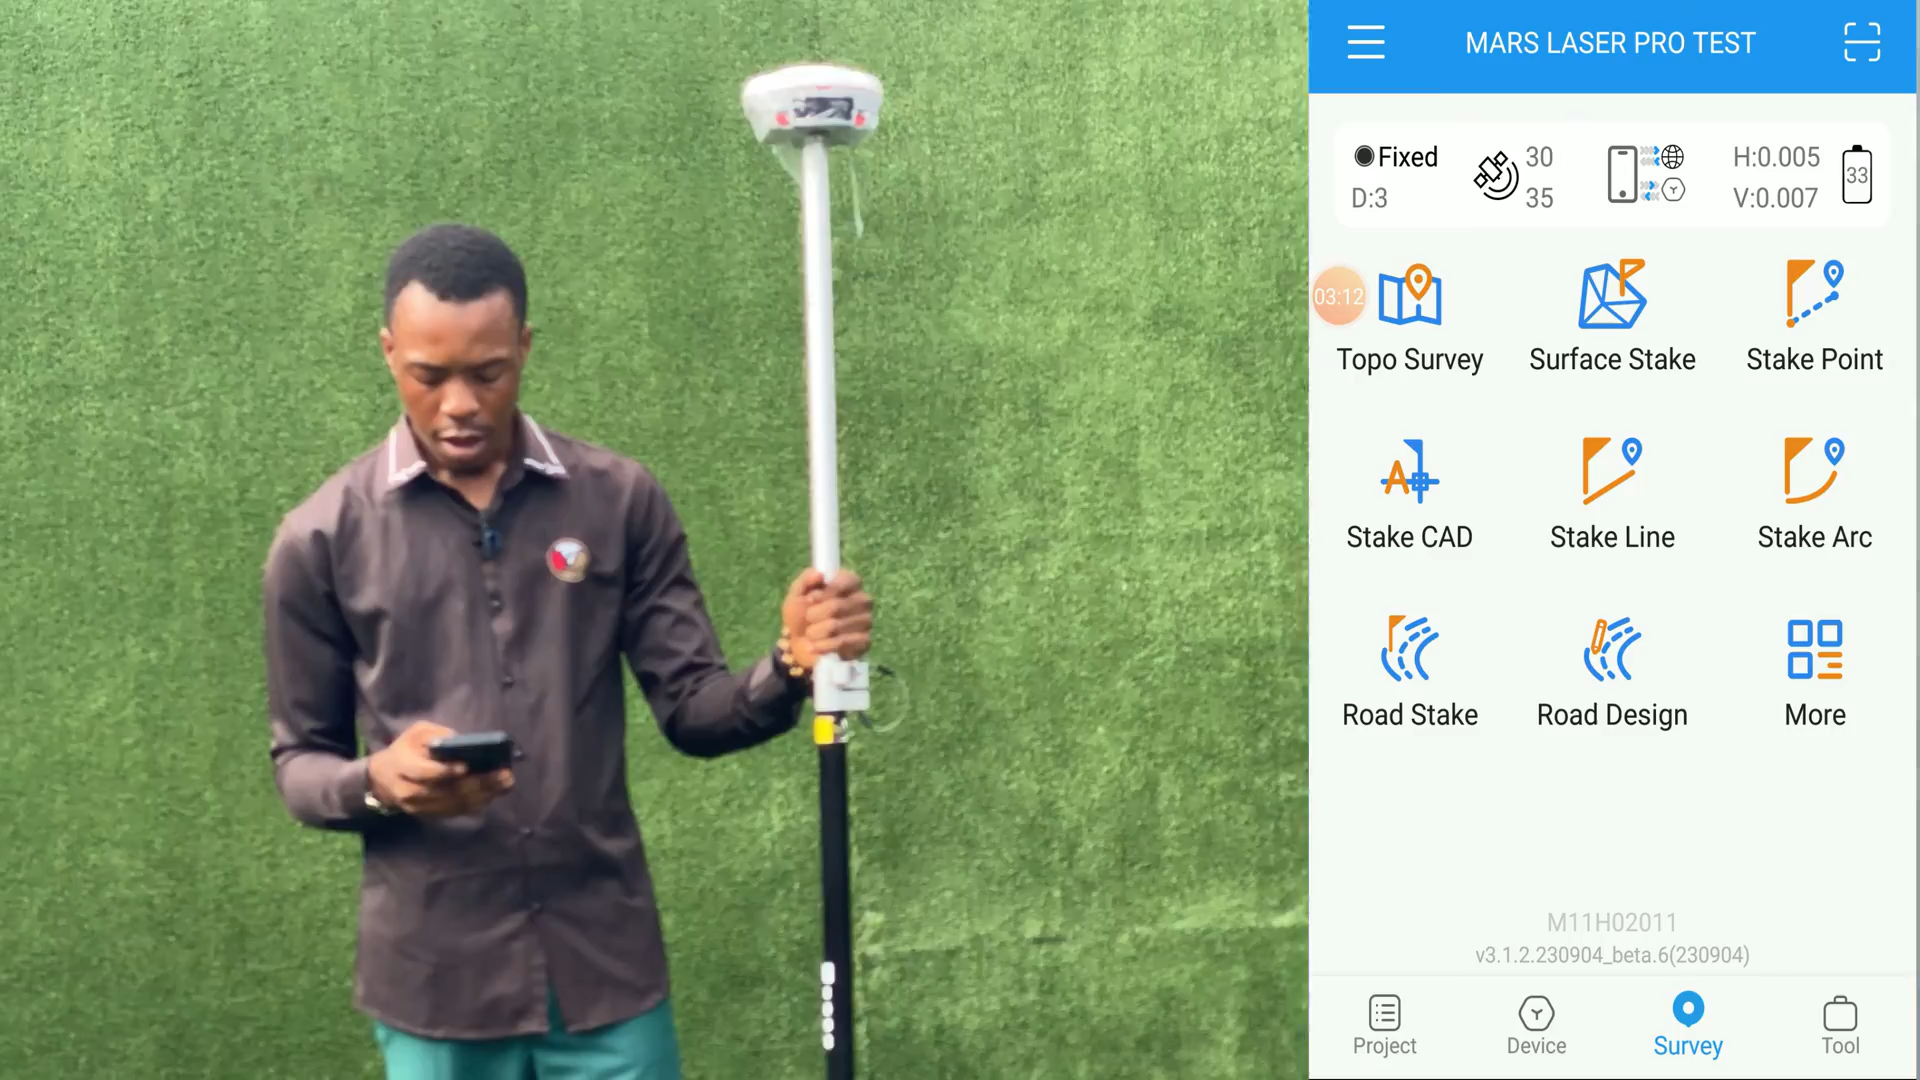 MARS LASER PRO TEST
Fixed
D:3
30
35
H:0.005
V:0.007
33
03:12
Topo Survey
Surface Stake
Stake Point
A
Stake CAD
Stake Line
Stake Arc
Road Stake
Road Design
More
M11H02011
v3.1.2.230904_beta.6(230904)
Project
Device
Survey
Tool